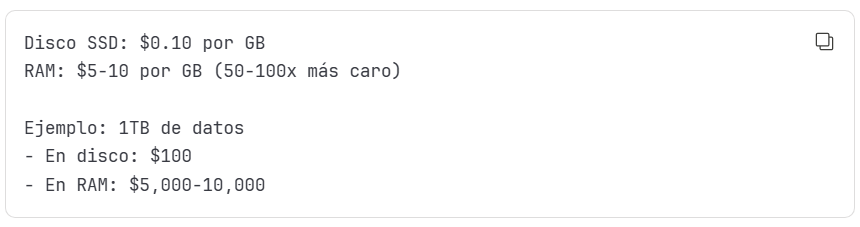 Disco SSD: $0.10 por GB
RAM: $5-10 por GB (50-100x más caro)
Ejemplo: 1TB de datos
- En disco: $100
- En RAM: $5,000-10,000